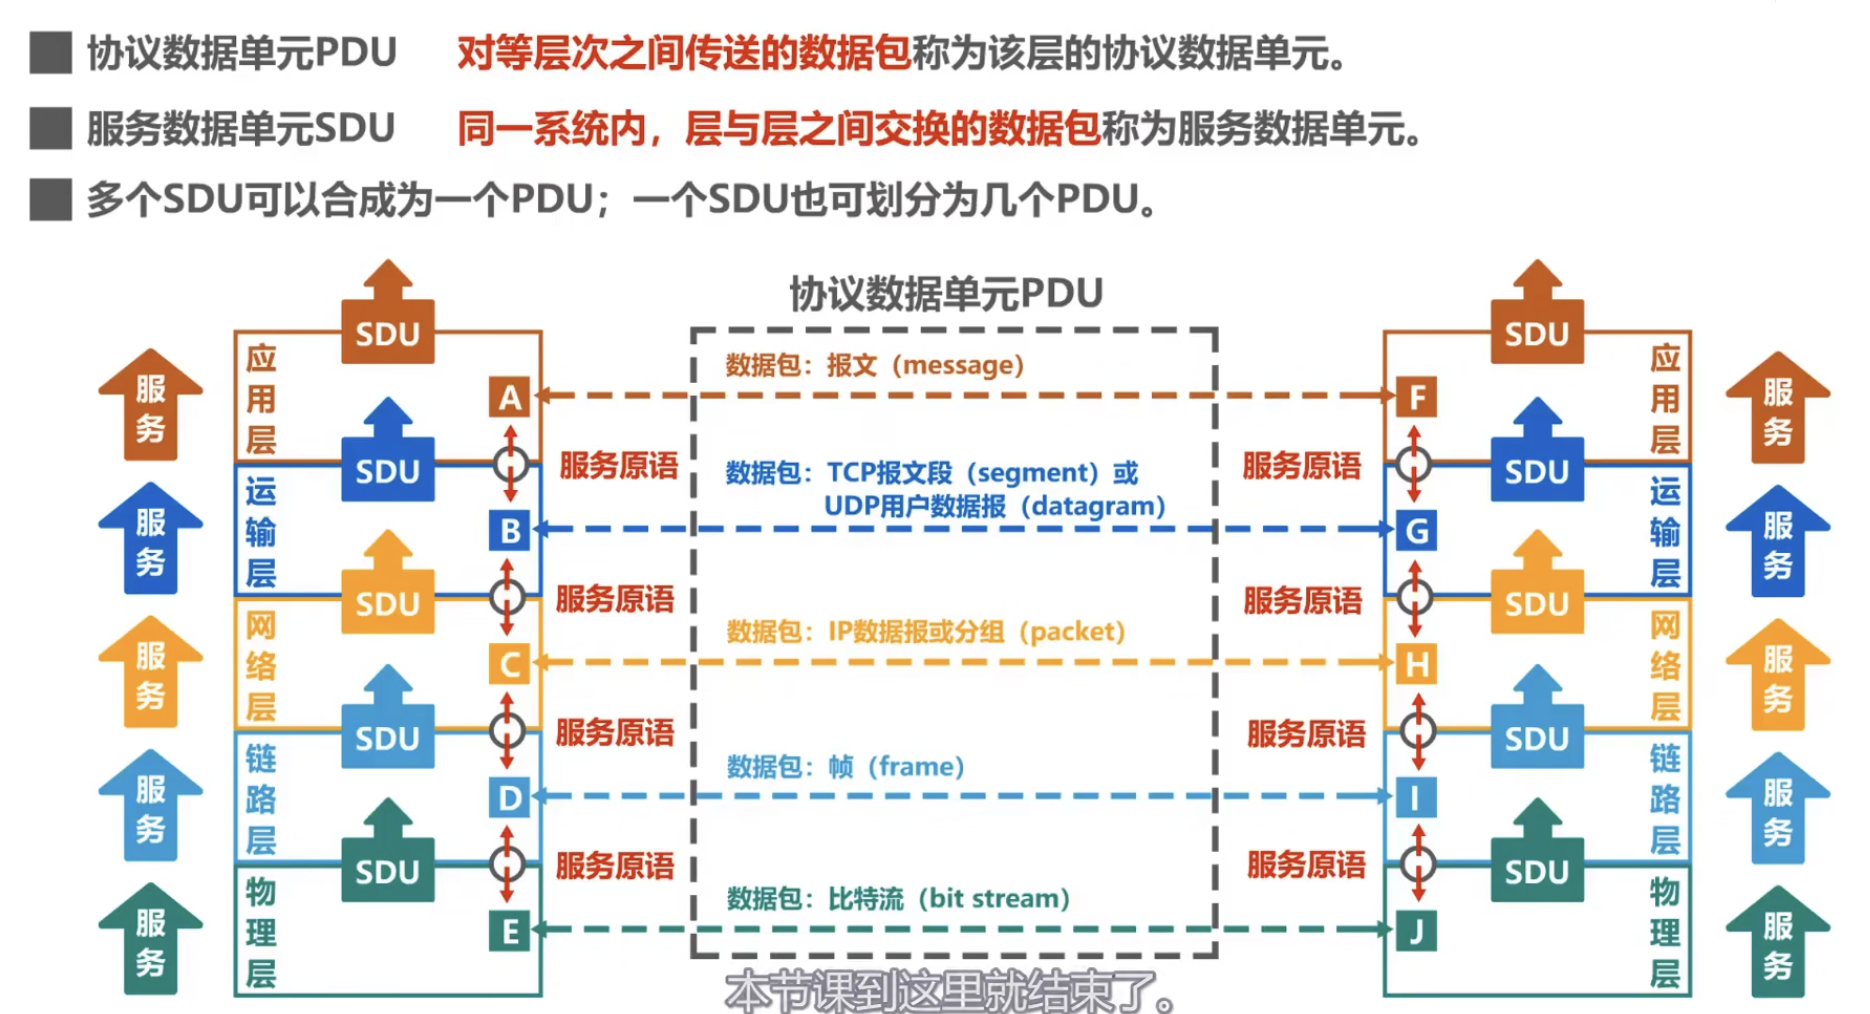 协议数据单元PDU 对等层次之间传送的数据包称为该层的协议数据单元。
服务数据单元SDU 同一系统内，层与层之间交换的数据包称为服务数据单元。
多个SDU可以合成为一个PDU；一个SDU也可划分为几个PDU。
协议数据单元PDU
SDU
SDU
服务
应用层
数据包：报文（message）
应用层
服务
A
F
SDU
服务原语
服务原语
SDU
服务
运输层
数据包：TCP报文段（segment）或
UDP用户数据报（datagram）
运输层
服务
B
G
SDU
服务原语
服务原语
SDU
服务
网络层
数据包：IP数据报或分组（packet）
网络层
服务
C
H
SDU
服务原语
服务原语
SDU
服务
链路层
数据包：帧（frame）
链路层
服务
D
I
SDU
服务原语
服务原语
SDU
服务
物理层
数据包：比特流（bit stream）
物理层
服务
E
J
本节课到这里就结束了。